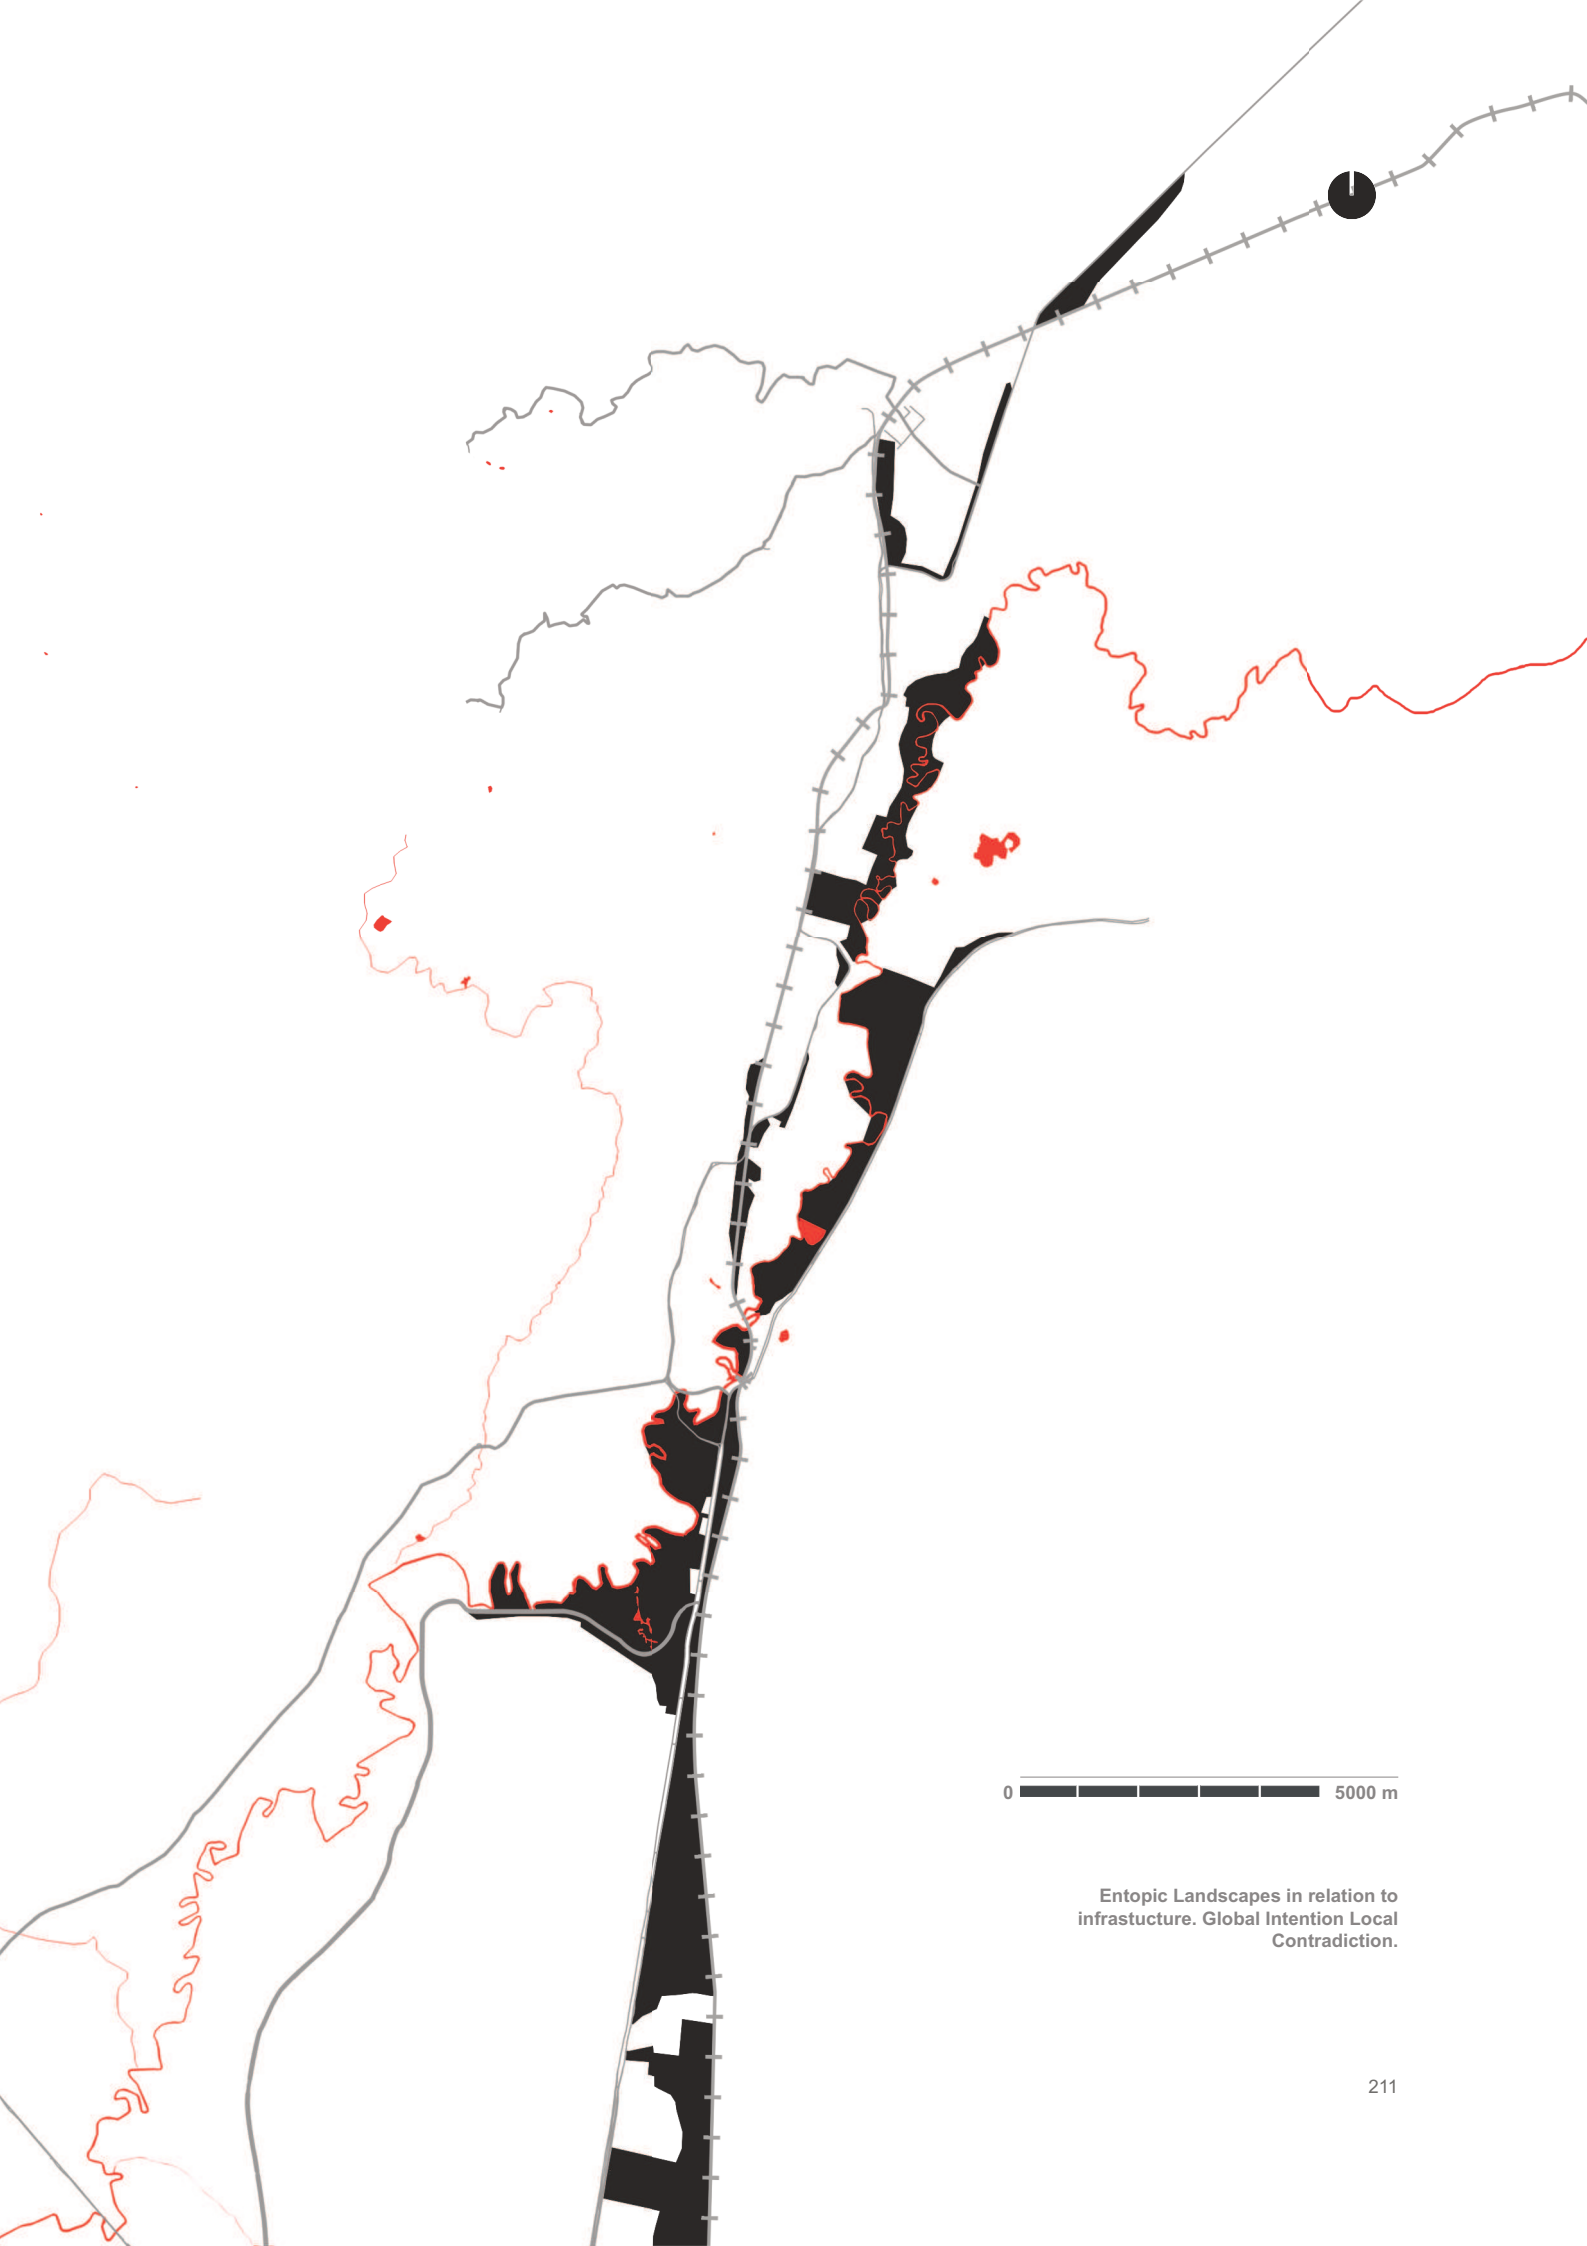 0 5000 m
Entopic Landscapes in relation to
infrastucture. Global Intention Local
Contradiction.
211